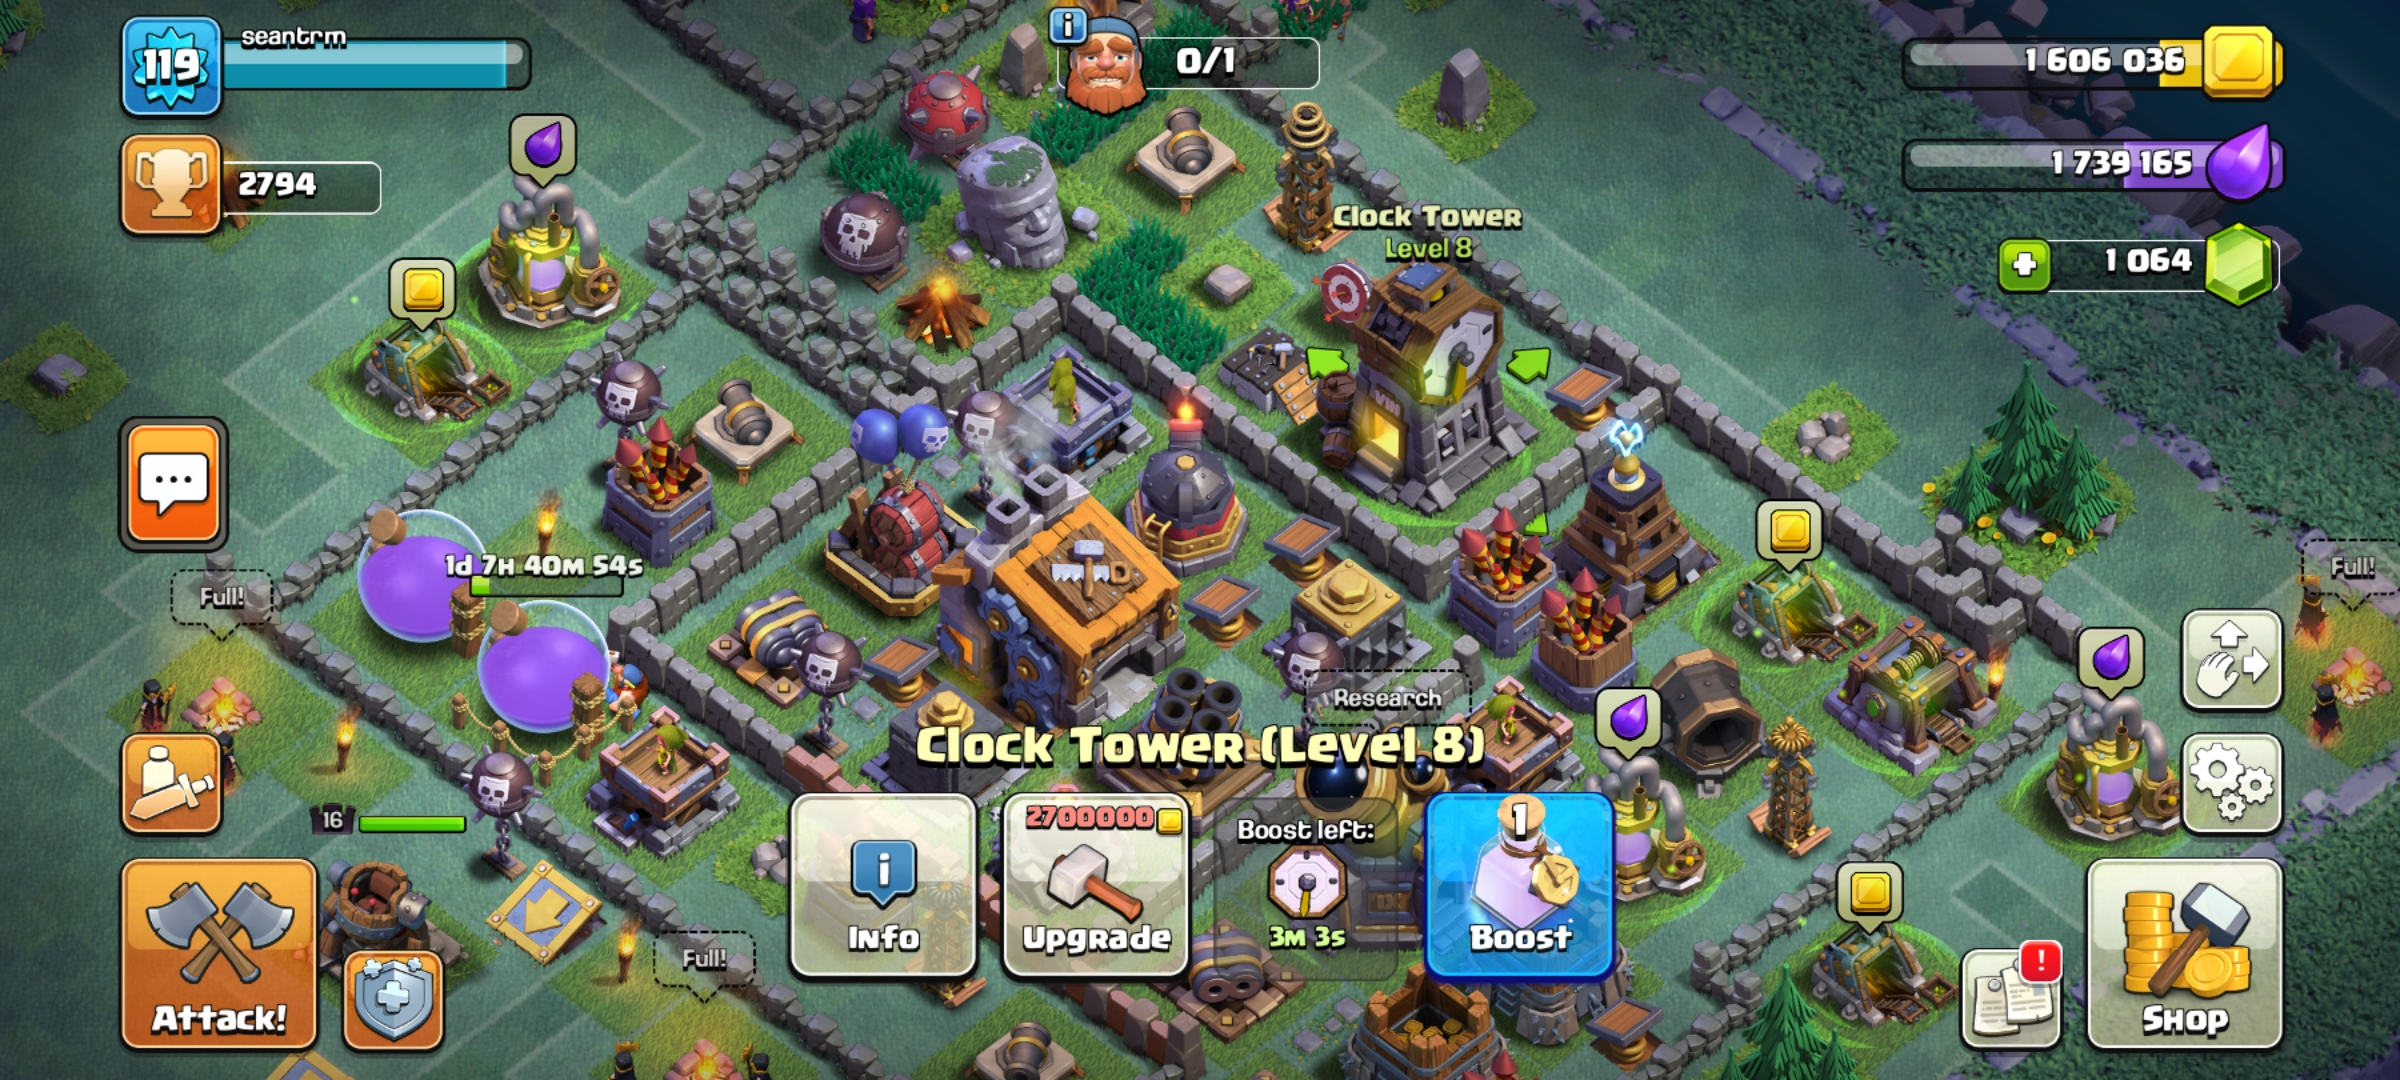 119
seantrm
0/1
1 606 036
2794
1 739 165
1 064
Clock Tower
Level 8
1d 7h 40m 54s
Full!
Full!
Research
Clock Tower (Level 8)
16
Info
2700000
Upgrade
Boost left:
3m 3s
1
Boost
Full!
Attack!
!
Shop
VIII